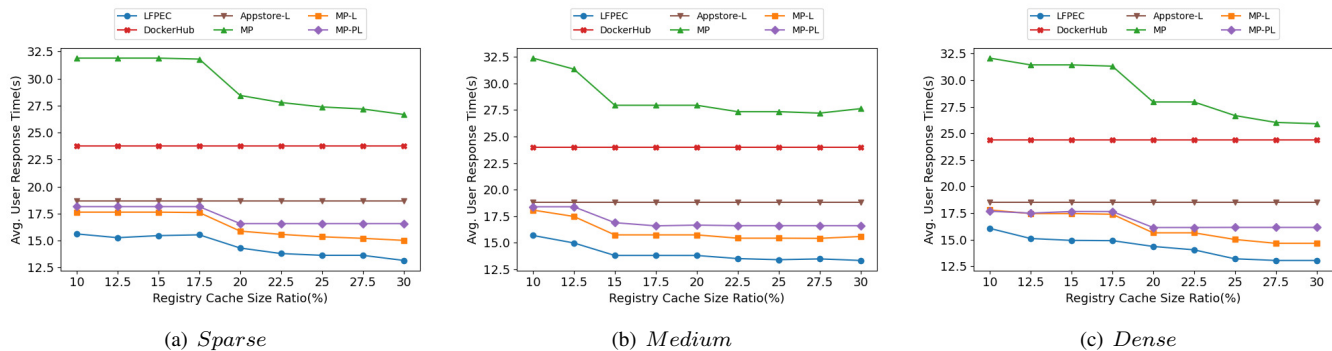 LFPEC Appstore-L MP-L
DockerHub MP MP-PL
Avg. User Response Time(s)
32.5
30.0
27.5
25.0
22.5
20.0
17.5
15.0
12.5
10 12.5 15 17.5 20 22.5 25 27.5 30
Registry Cache Size Ratio(%)
(a) Sparse
LFPEC Appstore-L MP-L
DockerHub MP MP-PL
Avg. User Response Time(s)
32.5
30.0
27.5
25.0
22.5
20.0
17.5
15.0
12.5
10 12.5 15 17.5 20 22.5 25 27.5 30
Registry Cache Size Ratio(%)
(b) Medium
LFPEC Appstore-L MP-L
DockerHub MP MP-PL
Avg. User Response Time(s)
32.5
30.0
27.5
25.0
22.5
20.0
17.5
15.0
12.5
10 12.5 15 17.5 20 22.5 25 27.5 30
Registry Cache Size Ratio(%)
(c) Dense